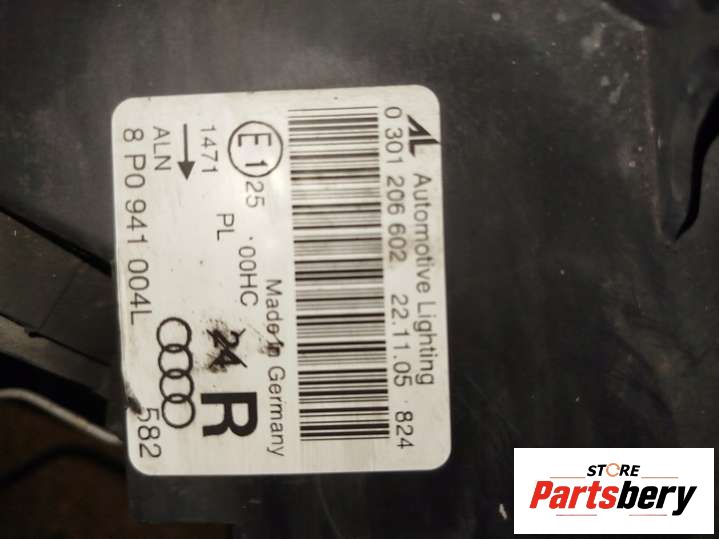 AL Automotive Lighting
0 301 206 602 22.11.05 824
Made in Germany
E1 25 '00HC 24 R
1471 PL
ALN
8 P0 941 004L 582
STORE
Partsbery